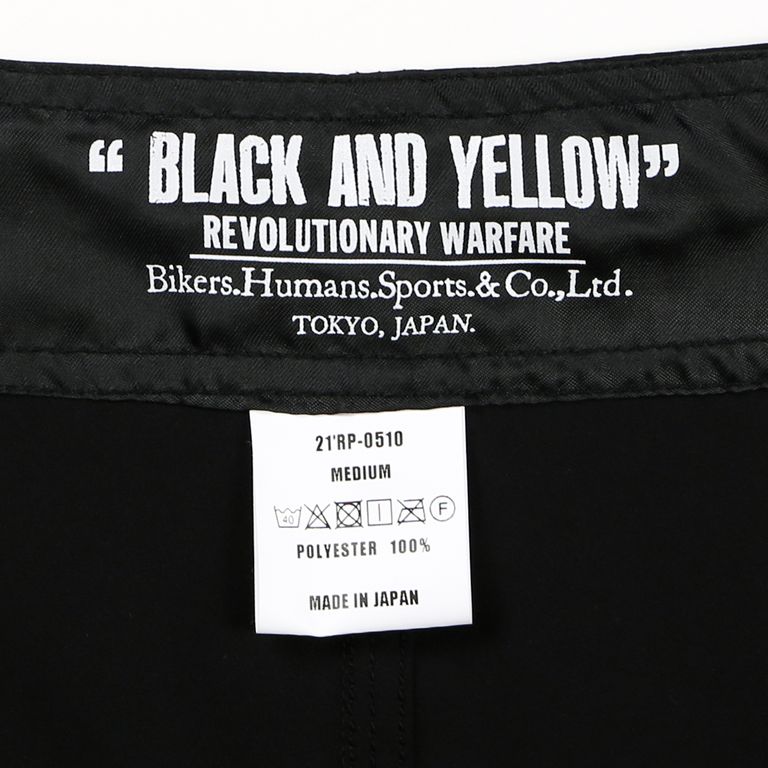 “ BLACK AND YELLOW”
REVOLUTIONARY WARFARE
Bikers.Humans.Sports.& Co.,Ltd.
TOKYO, JAPAN.
21'RP-0510
MEDIUM
40 F
POLYESTER 100%
MADE IN JAPAN